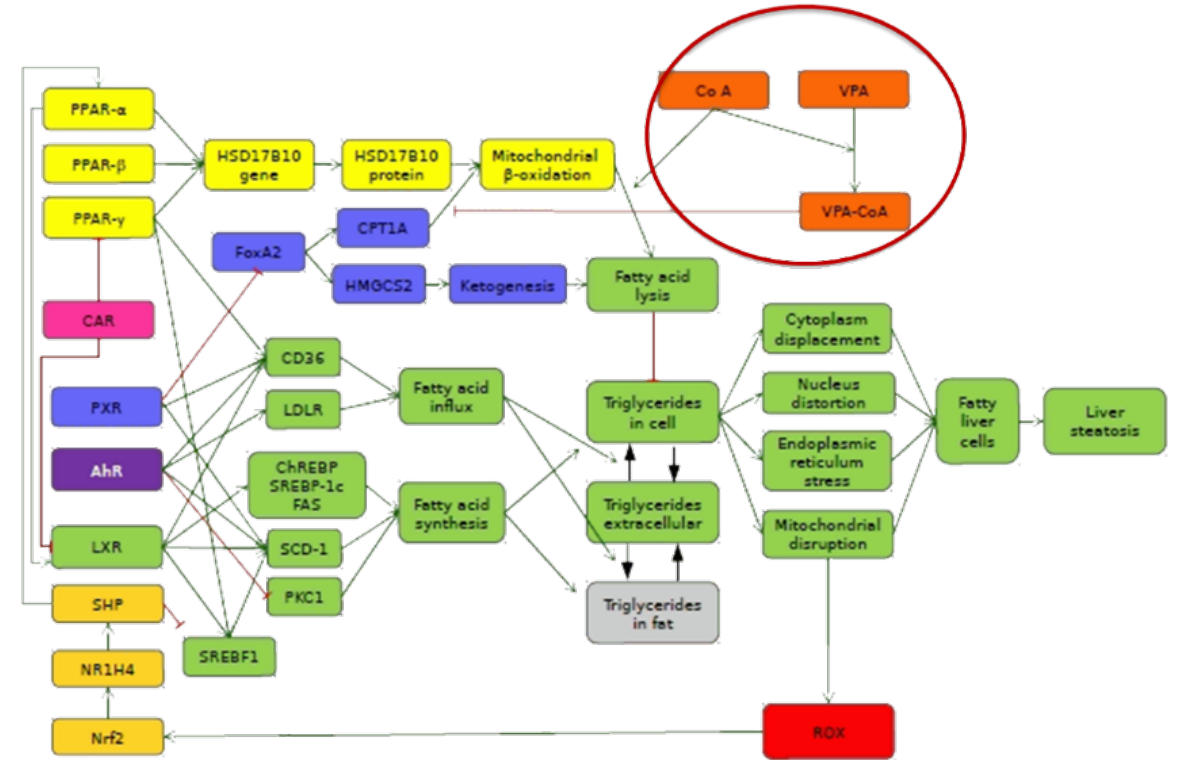 Co A
VPA
PPAR-α
PPAR-β
HSD17B10
gene
HSD17B10
protein
Mitochondrial
β-oxidation
PPAR-γ
VPA-CoA
CPT1A
FoxA2
HMGCS2
Ketogenesis
Fatty acid
lysis
CAR
Cytoplasm
displacement
CD36
PXR
LDLR
Fatty acid
influx
Triglycerides
in cell
Nucleus
distortion
Fatty
liver
cells
Liver
steatosis
AhR
ChREBP
SREBP-1c
FAS
Endoplasmic
reticulum
stress
Fatty acid
synthesis
Triglycerides
extracellular
LXR
SCD-1
Mitochondrial
disruption
SHP
PKC1
Triglycerides
in fat
NR1H4
SREBF1
Nrf2
ROX